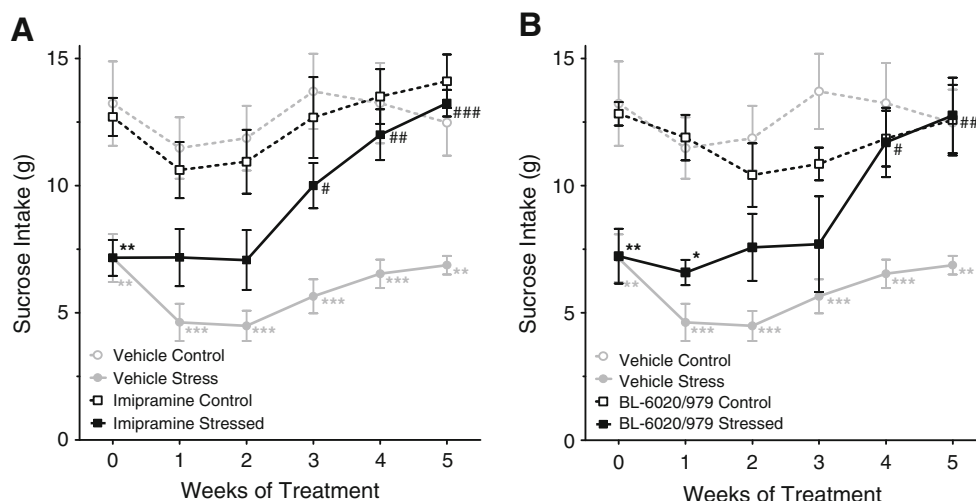 A
Sucrose Intake (g)
15
10
5
0
**
**
***
***
***
***
**
#
##
###
Vehicle Control
Vehicle Stress
Imipramine Control
Imipramine Stressed
0 1 2 3 4 5
Weeks of Treatment
B
Sucrose Intake (g)
15
10
5
0
**
**
*
***
***
***
***
**
#
##
Vehicle Control
Vehicle Stress
BL-6020/979 Control
BL-6020/979 Stressed
0 1 2 3 4 5
Weeks of Treatment